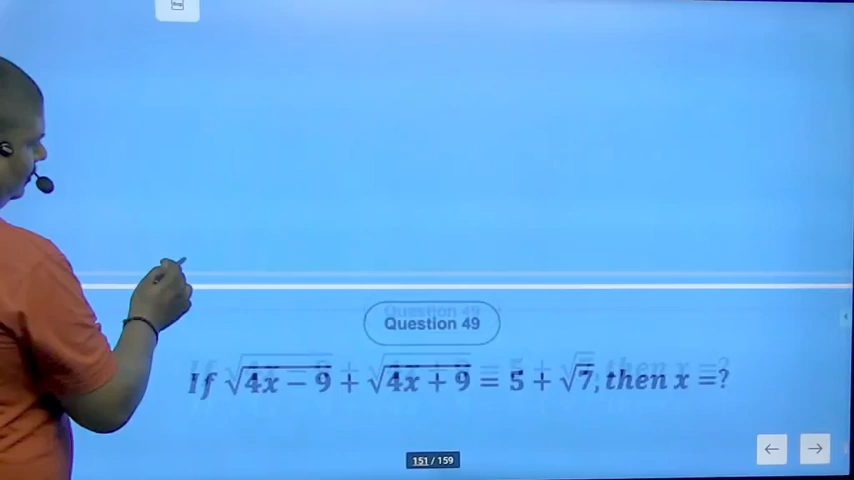 Question 49
If √4x − 9 + √4x + 9 = 5 + √7, then x =?
151 / 159